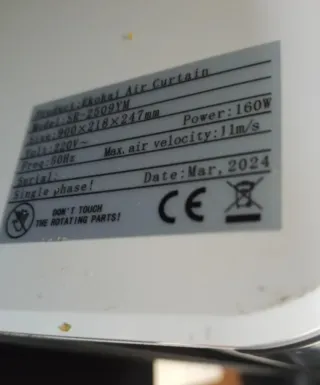 Product:Ekokai Air Curtain
Model:SR-2509YM
Size:900×218×247mm Power:160W
Volt:220V~
Freq:50Hz Max.air velocity:11m/s
Serial:
Single phase! Date:Mar,2024
DON'T TOUCH
THE ROTATING PARTS!
CE